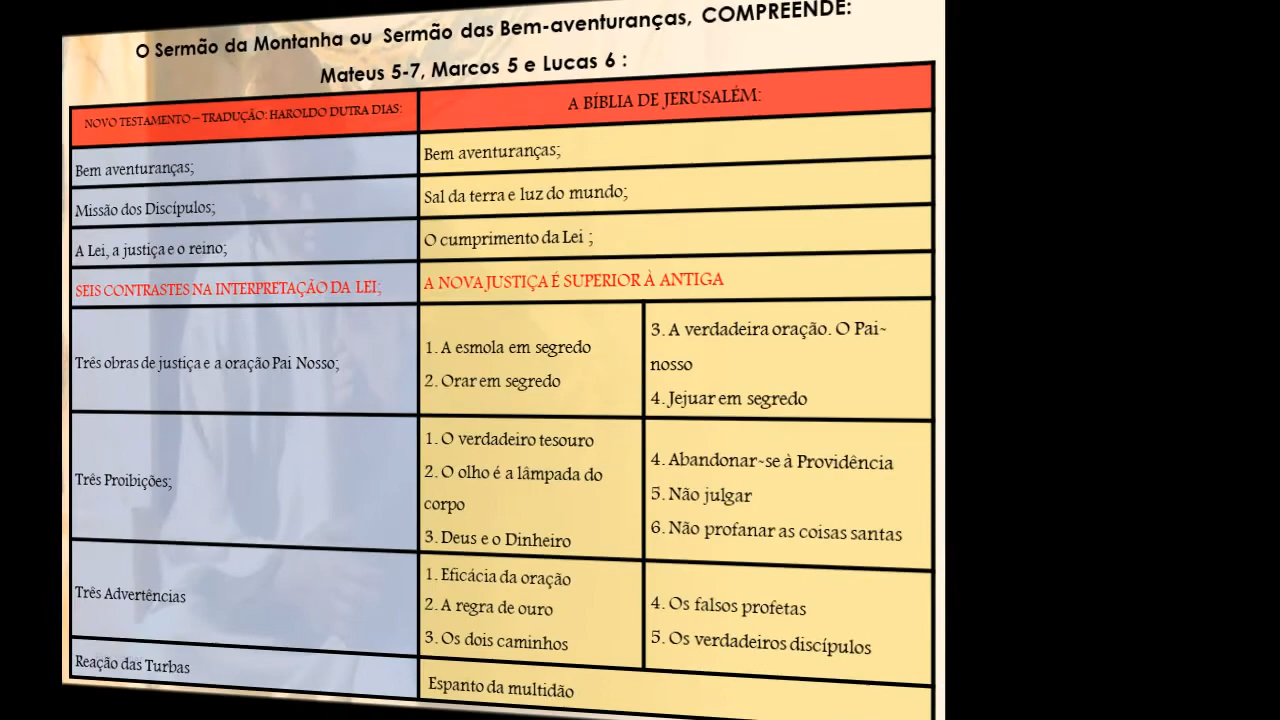 O Sermão da Montanha ou Sermão das Bem-aventuranças, COMPREENDE:
Mateus 5-7, Marcos 5 e Lucas 6 :
NOVO TESTAMENTO – TRADUÇÃO: HAROLDO DUTRA DIAS:
A BÍBLIA DE JERUSALÉM:
Bem aventuranças;
Bem aventuranças;
Missão dos Discípulos;
Sal da terra e luz do mundo;
A Lei, a justiça e o reino;
O cumprimento da Lei ;
SEIS CONTRASTES NA INTERPRETAÇÃO DA LEI;
A NOVA JUSTIÇA É SUPERIOR À ANTIGA
Três obras de justiça e a oração Pai Nosso;
1. A esmola em segredo
2. Orar em segredo
3. A verdadeira oração. O Pai-
nosso
4. Jejuar em segredo
Três Proibições;
1. O verdadeiro tesouro
2. O olho é a lâmpada do
corpo
3. Deus e o Dinheiro
4. Abandonar-se à Providência
5. Não julgar
6. Não profanar as coisas santas
Três Advertências
1. Eficácia da oração
2. A regra de ouro
3. Os dois caminhos
4. Os falsos profetas
5. Os verdadeiros discípulos
Reação das Turbas
Espanto da multidão